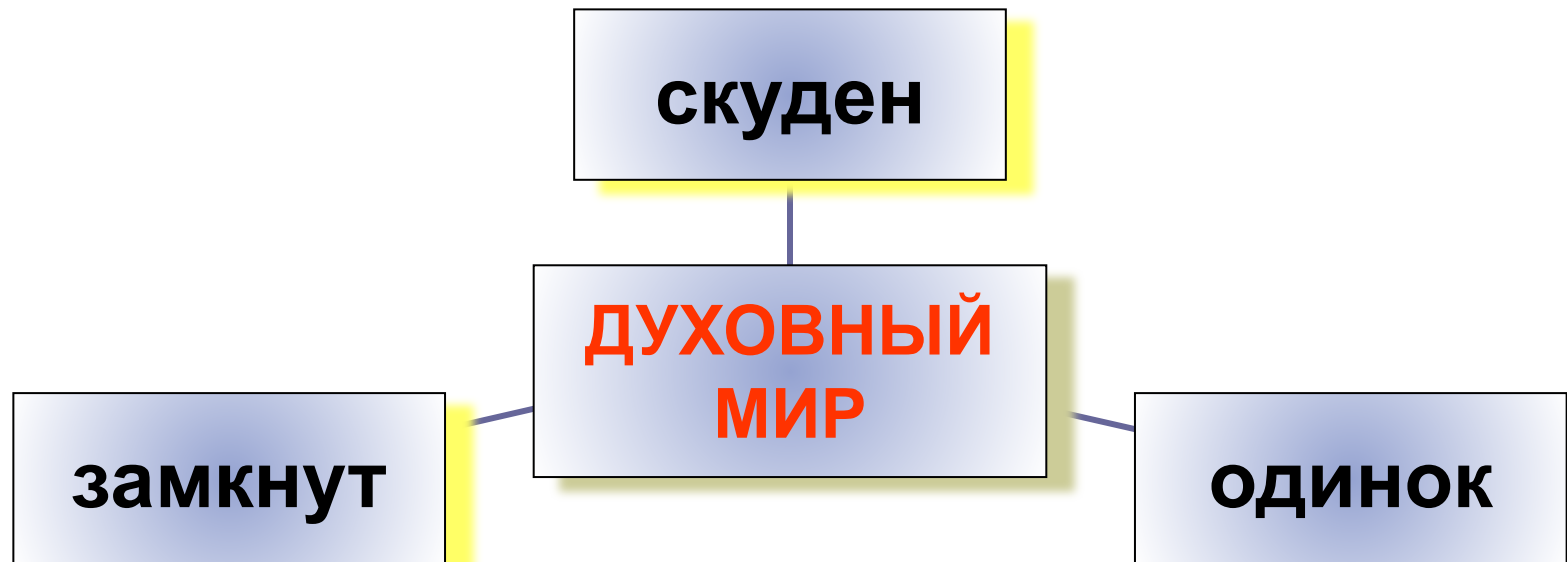 скуден
ДУХОВНЫЙ
МИР
замкнут
одинок